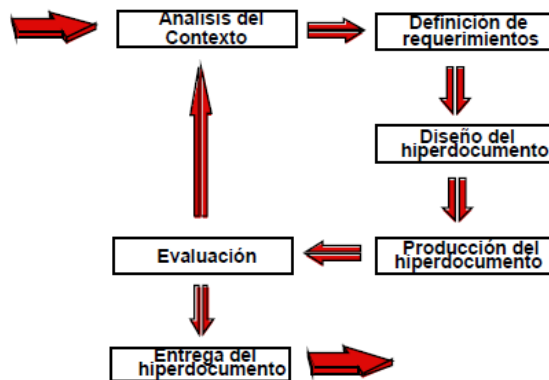 Análisis del
Contexto
Definición de
requerimientos
Diseño del
hiperdocumento
Producción del
hiperdocumento
Evaluación
Entrega del
hiperdocumento